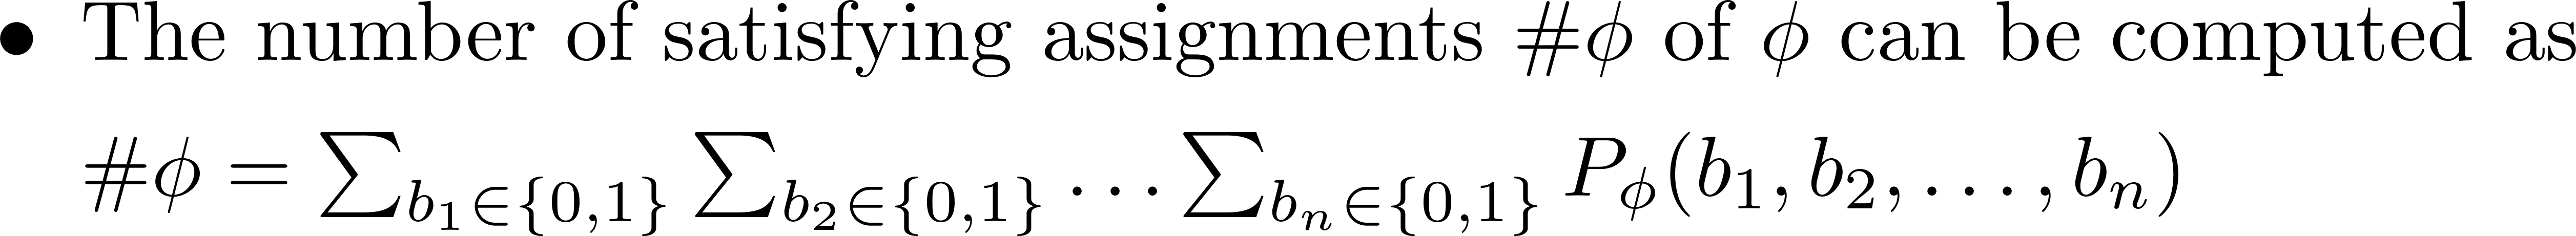 • The number of satisfying assignments #ϕ of ϕ can be computed as
#ϕ = ∑_{b_1∈{0,1}} ∑_{b_2∈{0,1}} ··· ∑_{b_n∈{0,1}} P_ϕ(b_1, b_2, . . . , b_n)